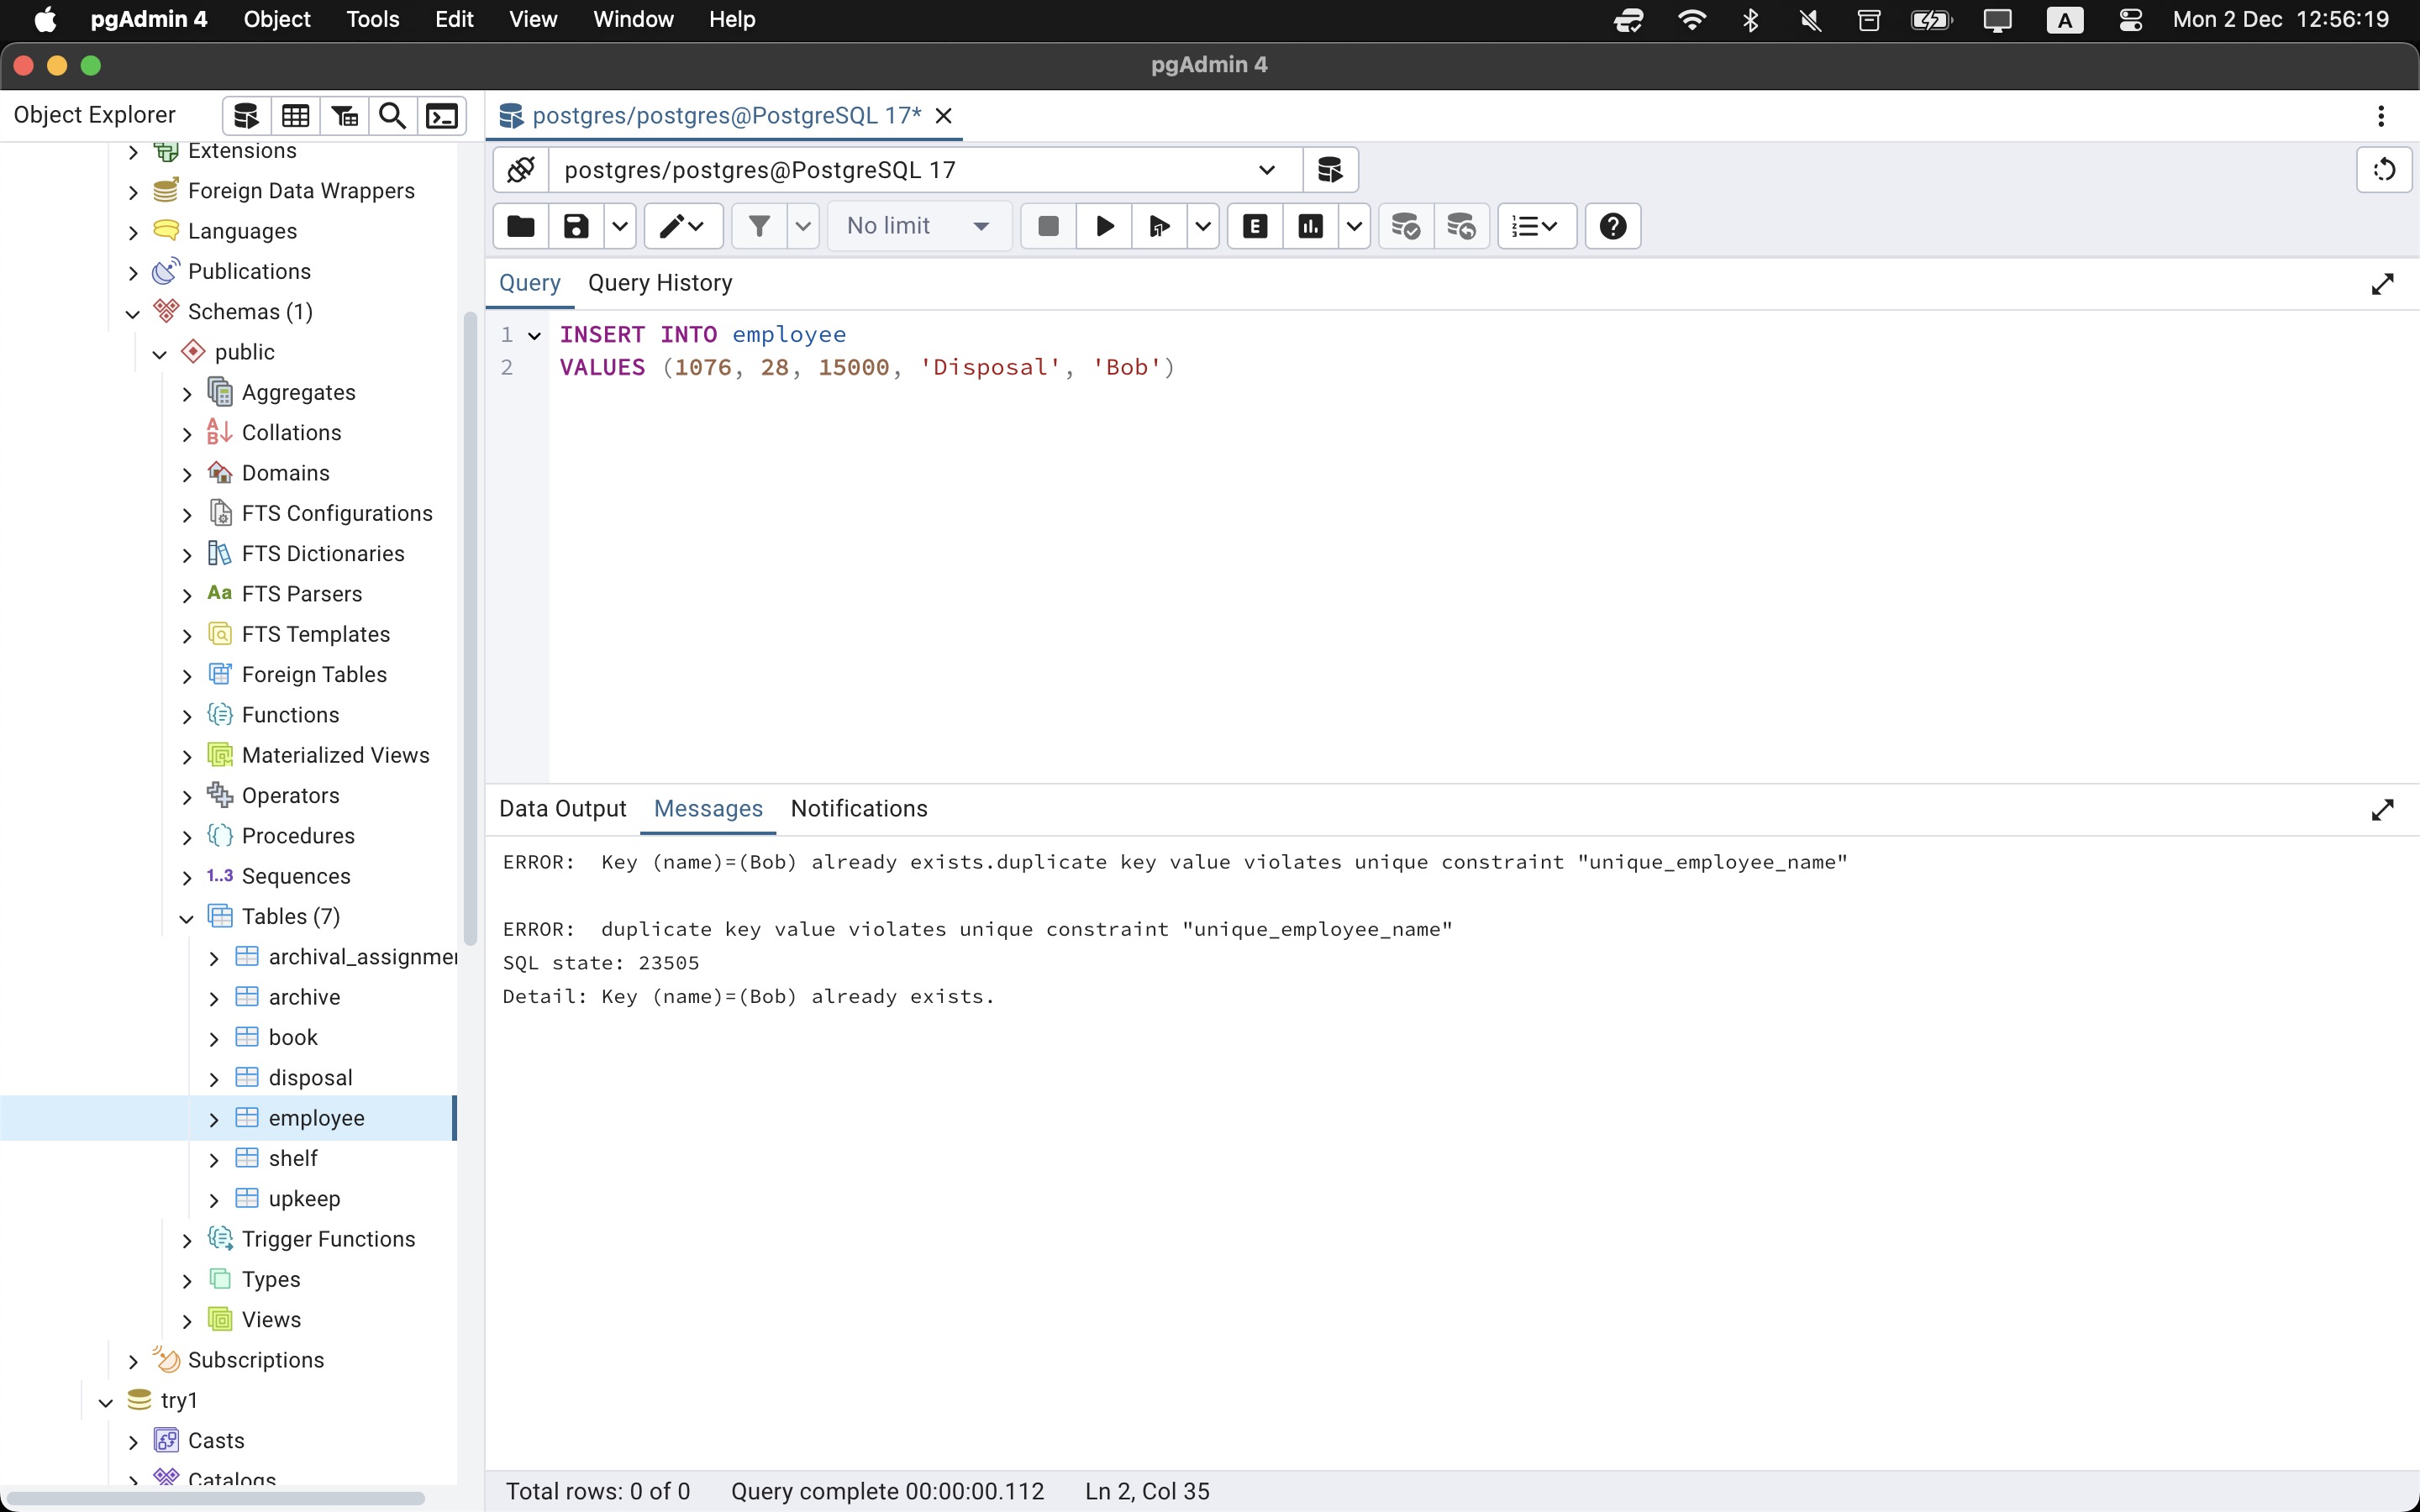 pgAdmin 4 Object Tools Edit View Window Help A Mon 2 Dec 12:56:19
pgAdmin 4
Object Explorer
postgres/postgres@PostgreSQL 17*
Extensions
Foreign Data Wrappers
Languages
Publications
Schemas (1)
public
Aggregates
Collations
Domains
FTS Configurations
FTS Dictionaries
Aa FTS Parsers
FTS Templates
Foreign Tables
Functions
Materialized Views
Operators
Procedures
1..3 Sequences
Tables (7)
archival_assignme
archive
book
disposal
employee
shelf
upkeep
Trigger Functions
Types
Views
Subscriptions
try1
Casts
Catalogs
postgres/postgres@PostgreSQL 17
No limit E
Query Query History
1 INSERT INTO employee
2 VALUES (1076, 28, 15000, 'Disposal', 'Bob')
Data Output Messages Notifications
ERROR:  Key (name)=(Bob) already exists.duplicate key value violates unique constraint "unique_employee_name"
ERROR:  duplicate key value violates unique constraint "unique_employee_name"
SQL state: 23505
Detail: Key (name)=(Bob) already exists.
Total rows: 0 of 0 Query complete 00:00:00.112 Ln 2, Col 35